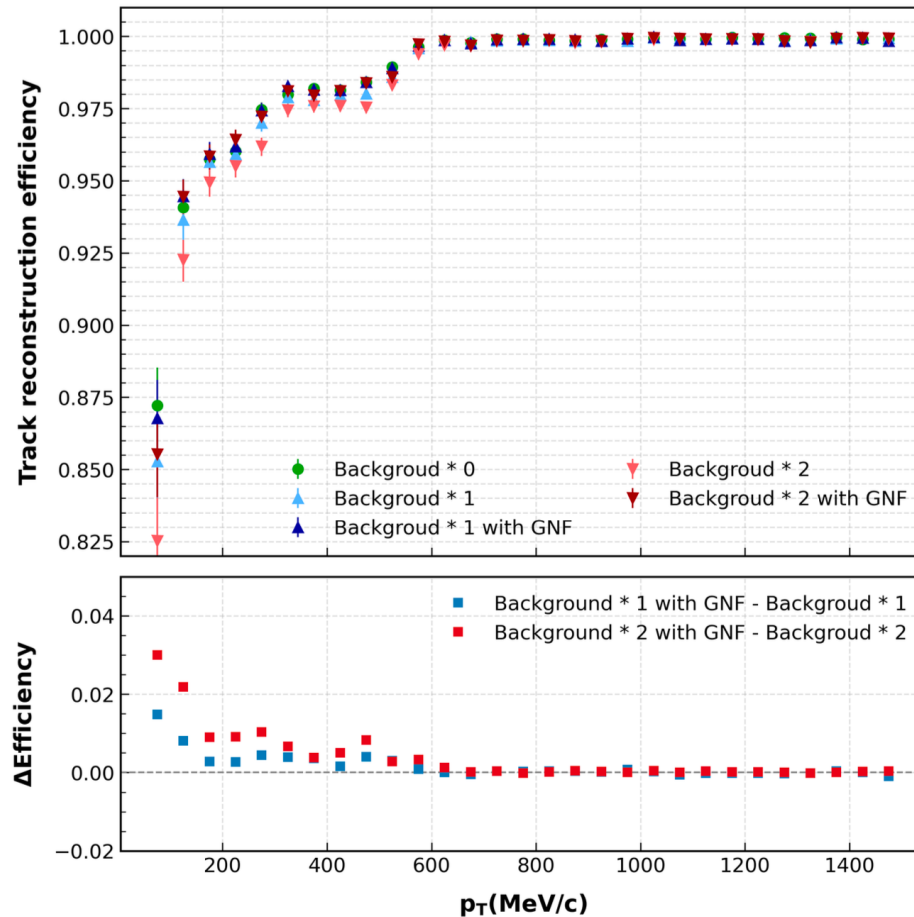 Track reconstruction efficiency
1.000
0.975
0.950
0.925
0.900
0.875
0.850
0.825
Backgroud * 0
Backgroud * 1
Backgroud * 1 with GNF
Backgroud * 2
Backgroud * 2 with GNF
ΔEfficiency
0.04
0.02
0.00
−0.02
Background * 1 with GNF - Backgroud * 1
Background * 2 with GNF - Backgroud * 2
200 400 600 800 1000 1200 1400
pT(MeV/c)